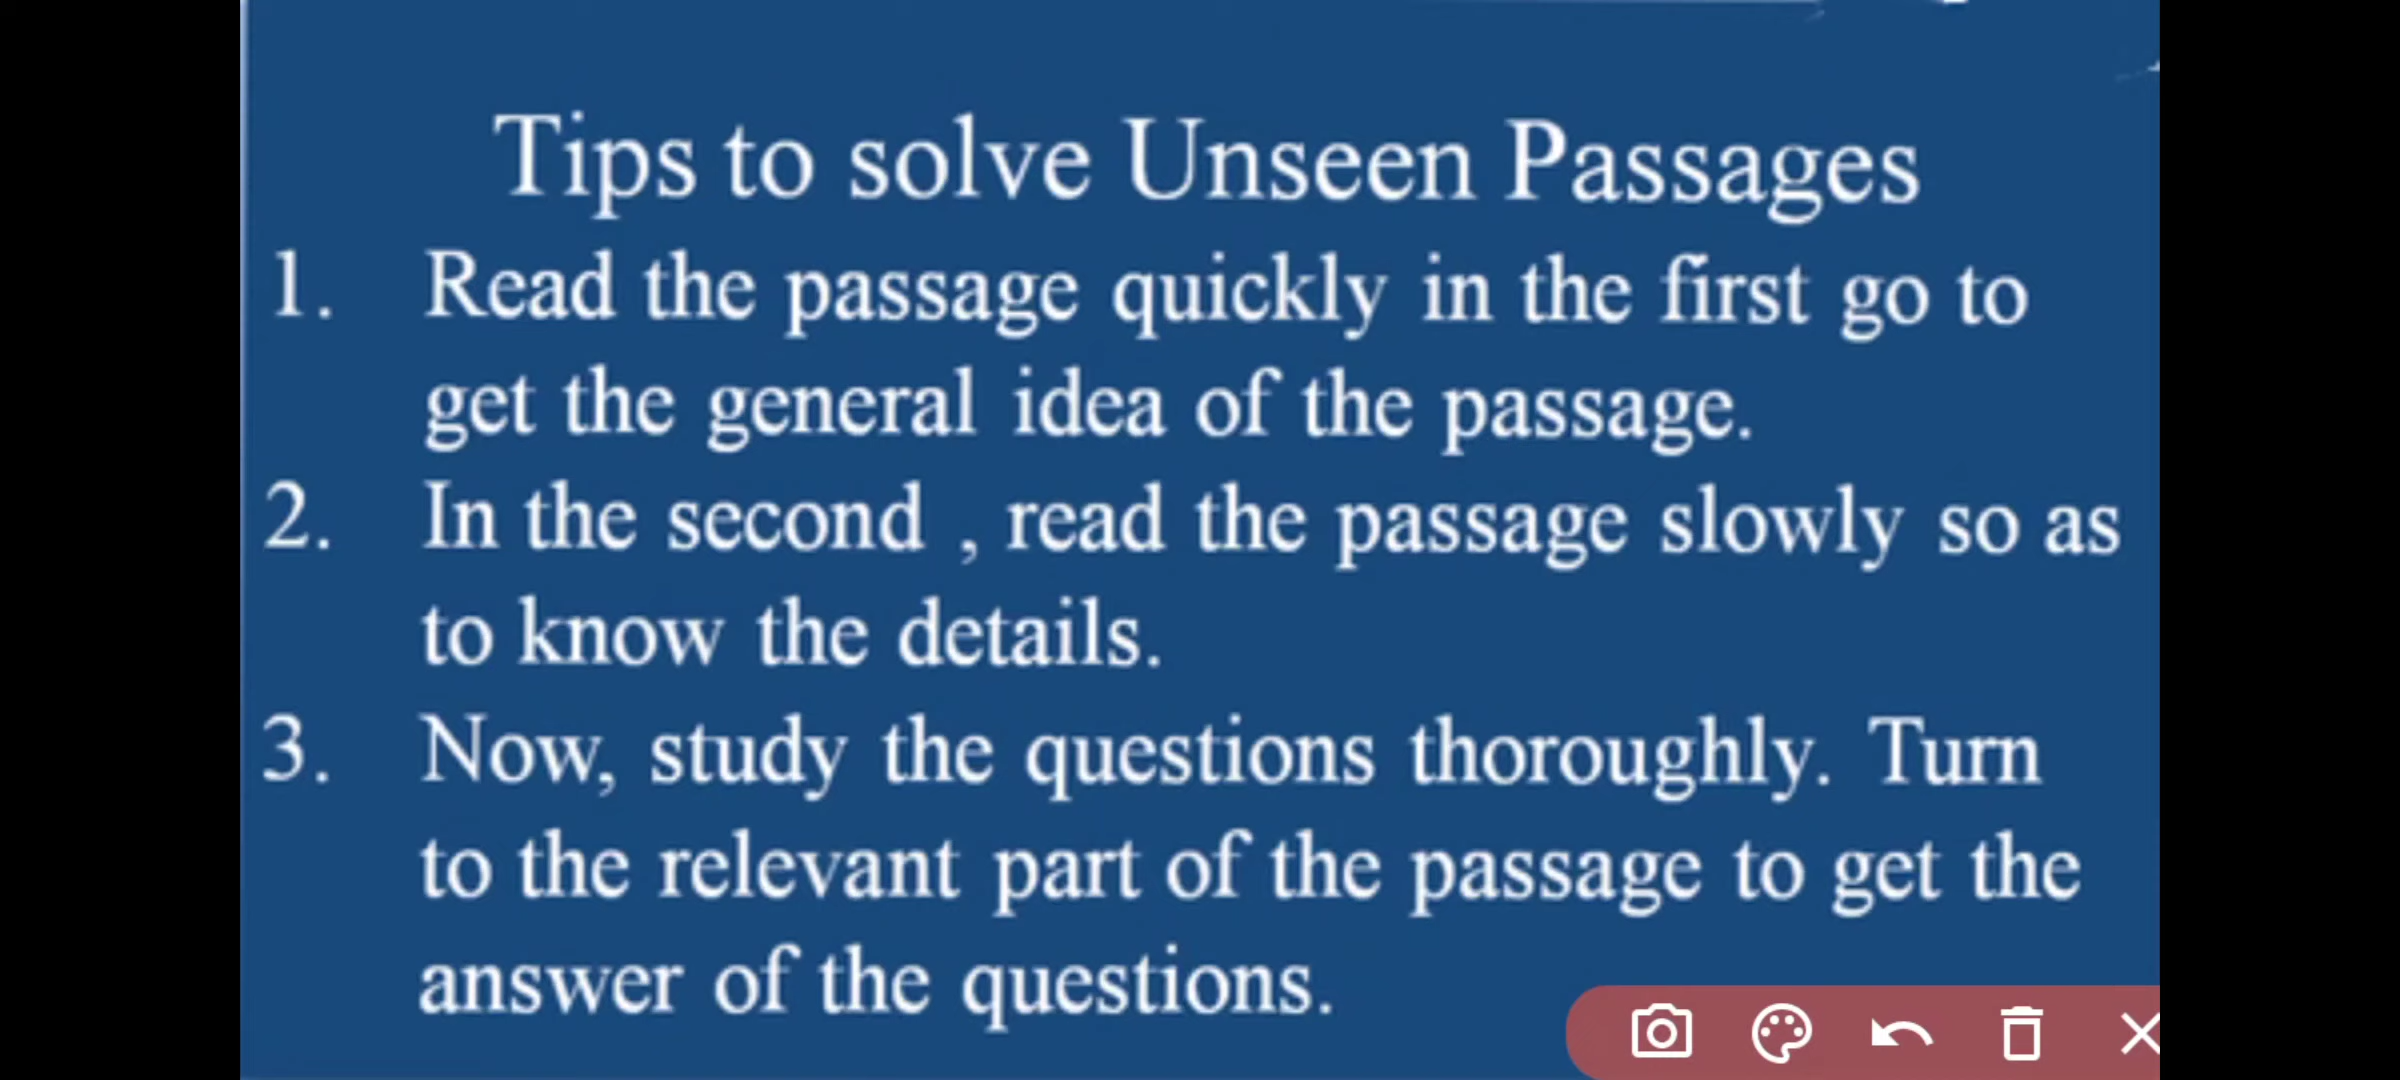 Tips to solve Unseen Passages
1. Read the passage quickly in the first go to
get the general idea of the passage.
2. In the second , read the passage slowly so as
to know the details.
3. Now, study the questions thoroughly. Turn
to the relevant part of the passage to get the
answer of the questions.